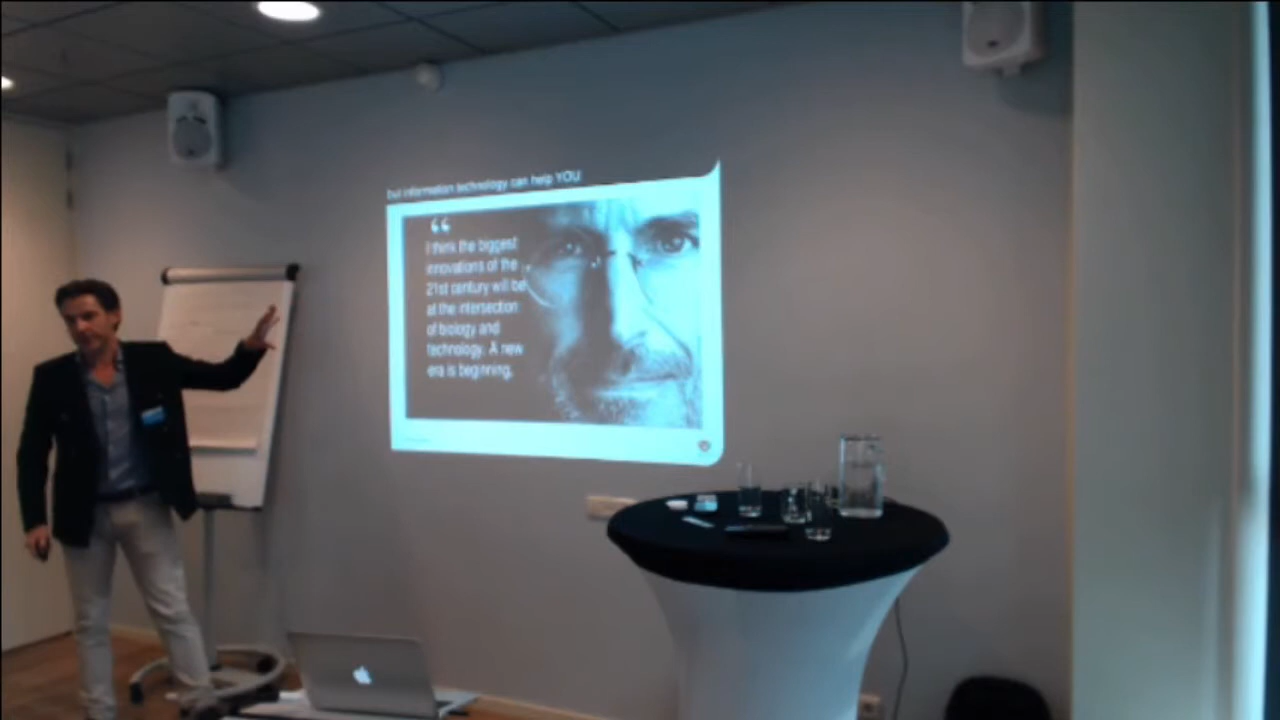 but information technology can help YOU
“
I think the biggest
innovations of the
21st century will be
at the intersection
of biology and
technology. A new
era is beginning.